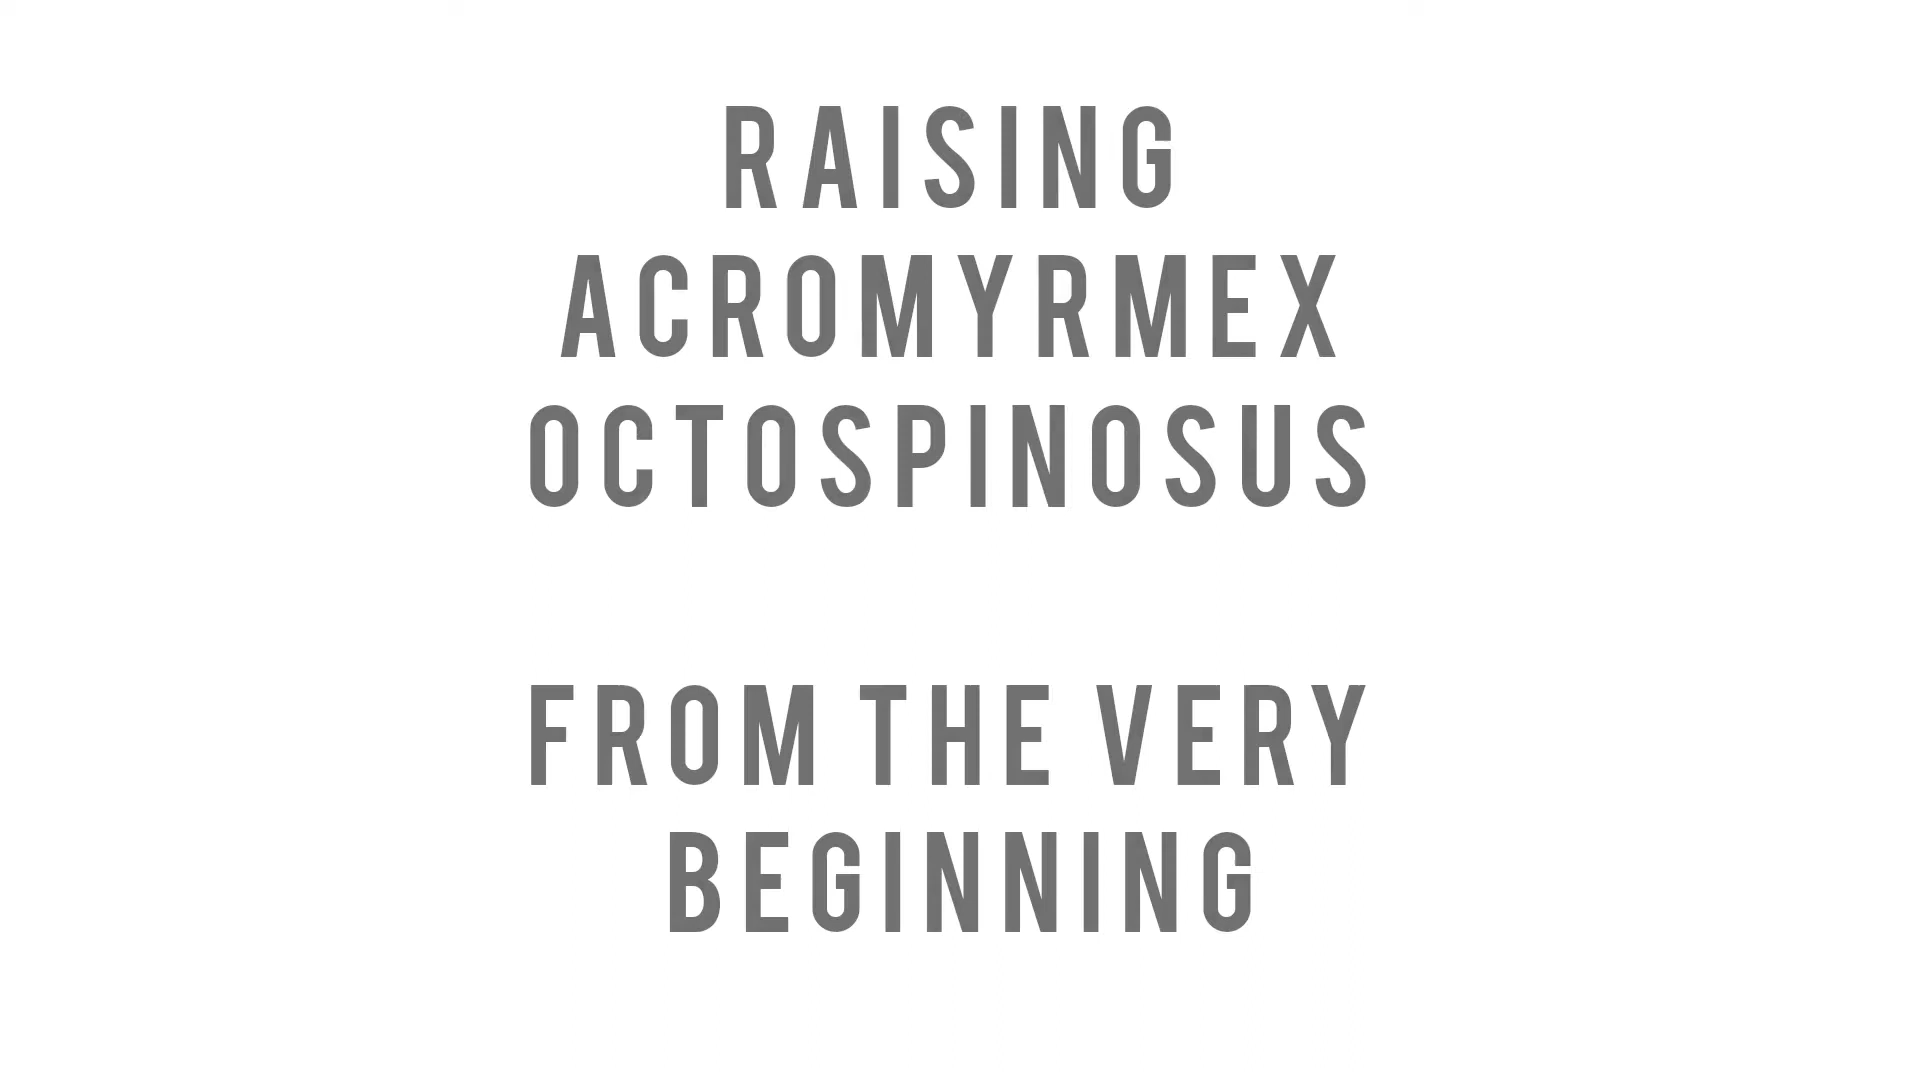 RAISING
ACROMYRMEX
OCTOSPINOSUS
FROM THE VERY
BEGINNING